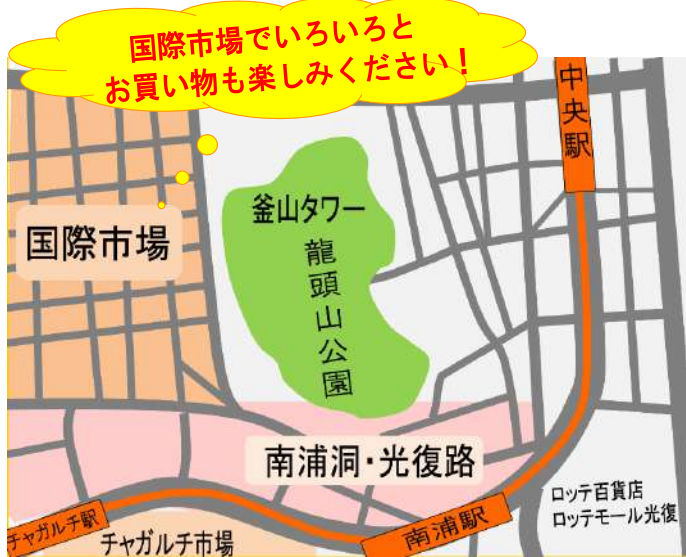 国際市場でいろいろと
お買い物も楽しみください！
中央駅
国際市場
釜山タワー
龍頭山公園
南浦洞・光復路
ロッテ百貨店
ロッテモール光復
南浦駅
チャガルチ駅
チャガルチ市場